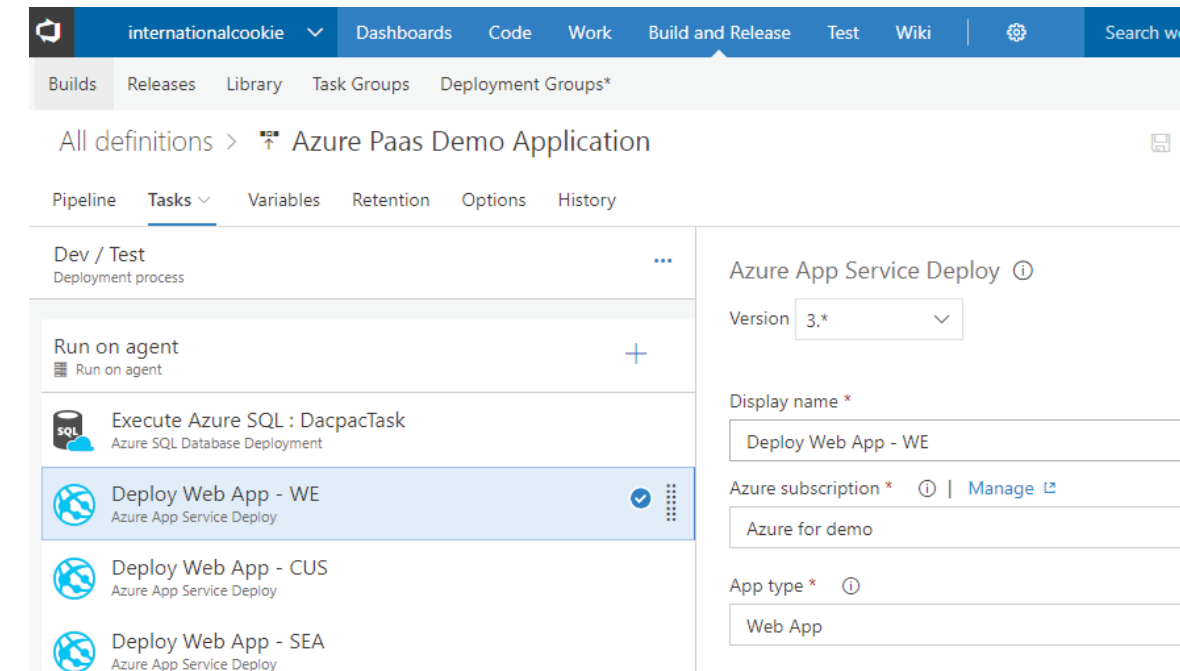 internationalcookie Dashboards Code Work Build and Release Test Wiki Search
Builds Releases Library Task Groups Deployment Groups*
All definitions > Azure Paas Demo Application
Pipeline Tasks Variables Retention Options History
Dev / Test
Deployment process
Run on agent
Run on agent
SQL
Execute Azure SQL : DacpacTask
Azure SQL Database Deployment
Deploy Web App - WE
Azure App Service Deploy
Deploy Web App - CUS
Azure App Service Deploy
Deploy Web App - SEA
Azure App Service Deploy
Azure App Service Deploy
Version 3.*
Display name *
Deploy Web App - WE
Azure subscription * | Manage
Azure for demo
App type *
Web App